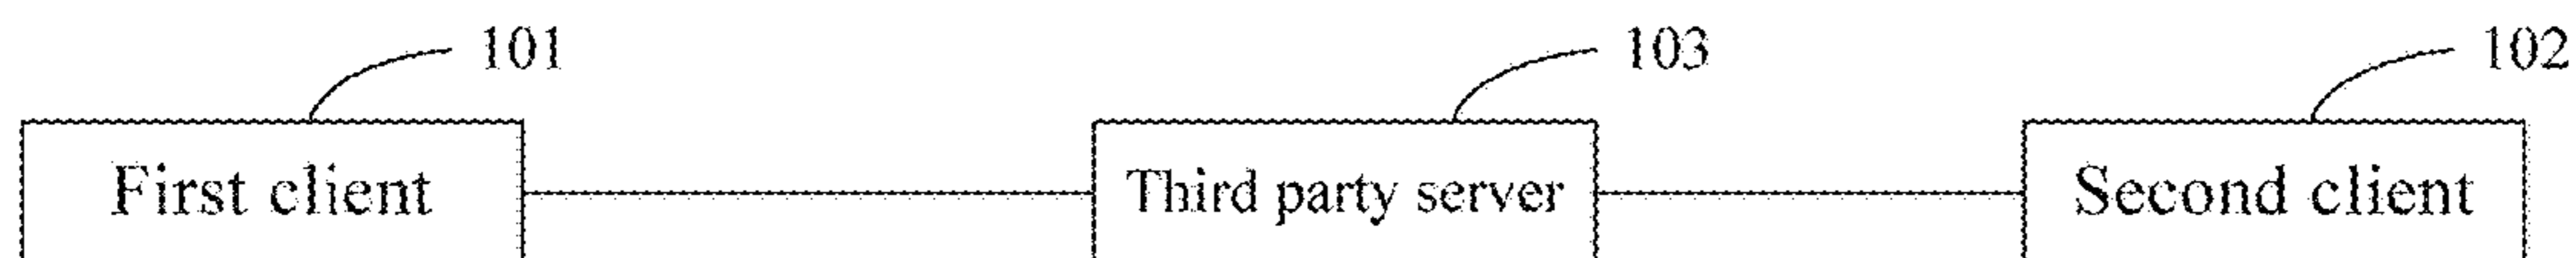 101
103
102
First client
Third party server
Second client